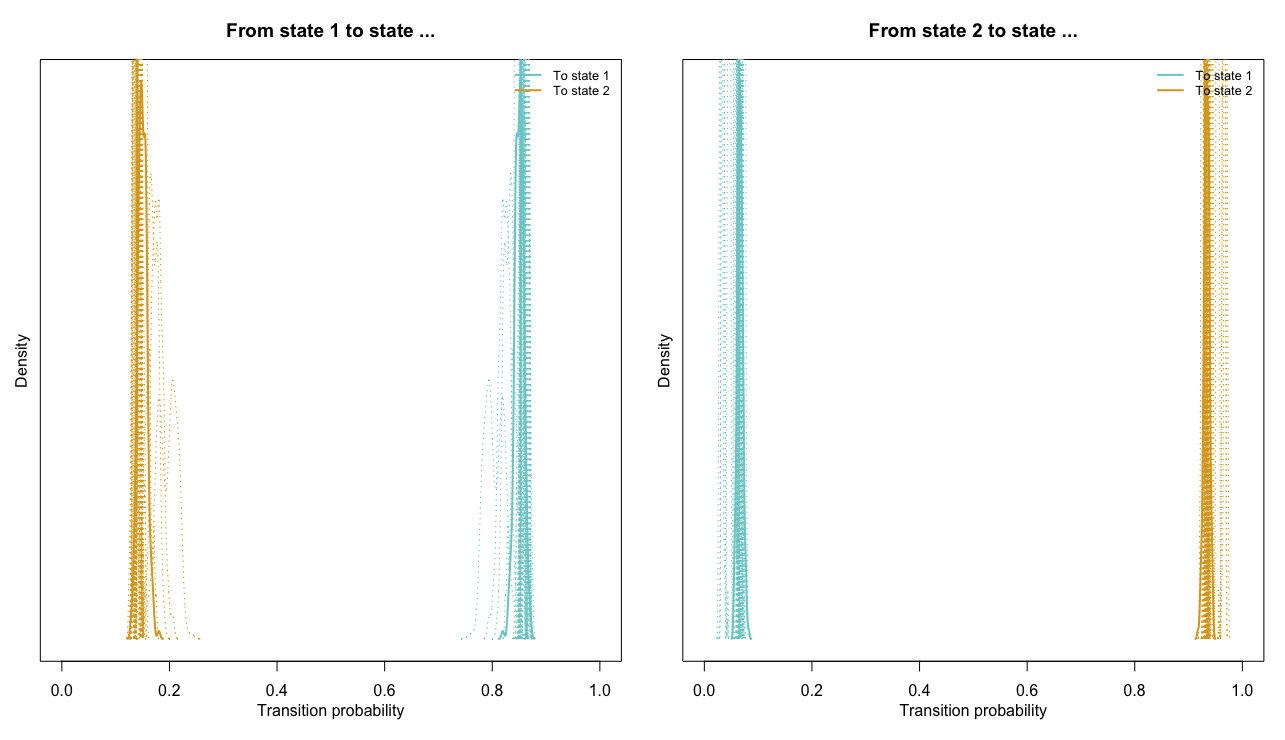 From state 1 to state ...
To state 1
To state 2
Density
0.0 0.2 0.4 0.6 0.8 1.0
Transition probability
From state 2 to state ...
To state 1
To state 2
Density
0.0 0.2 0.4 0.6 0.8 1.0
Transition probability